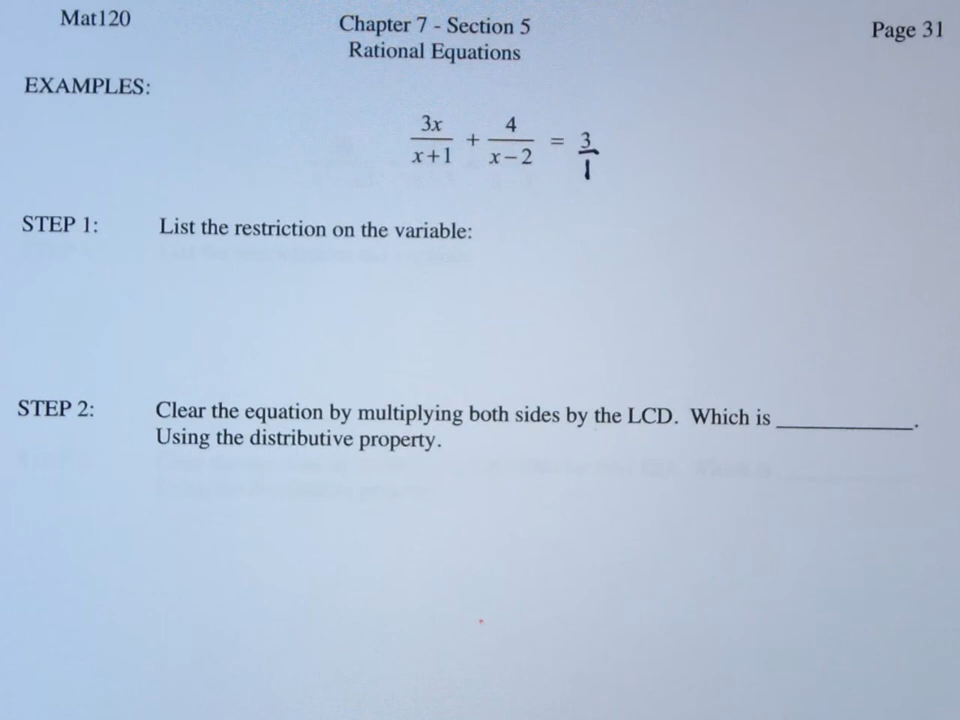 Mat120
Chapter 7 - Section 5
Page 31
Rational Equations
EXAMPLES:
3x/(x+1) + 4/(x-2) = 3/1
STEP 1: List the restriction on the variable:
STEP 2: Clear the equation by multiplying both sides by the LCD. Which is ____________.
Using the distributive property.